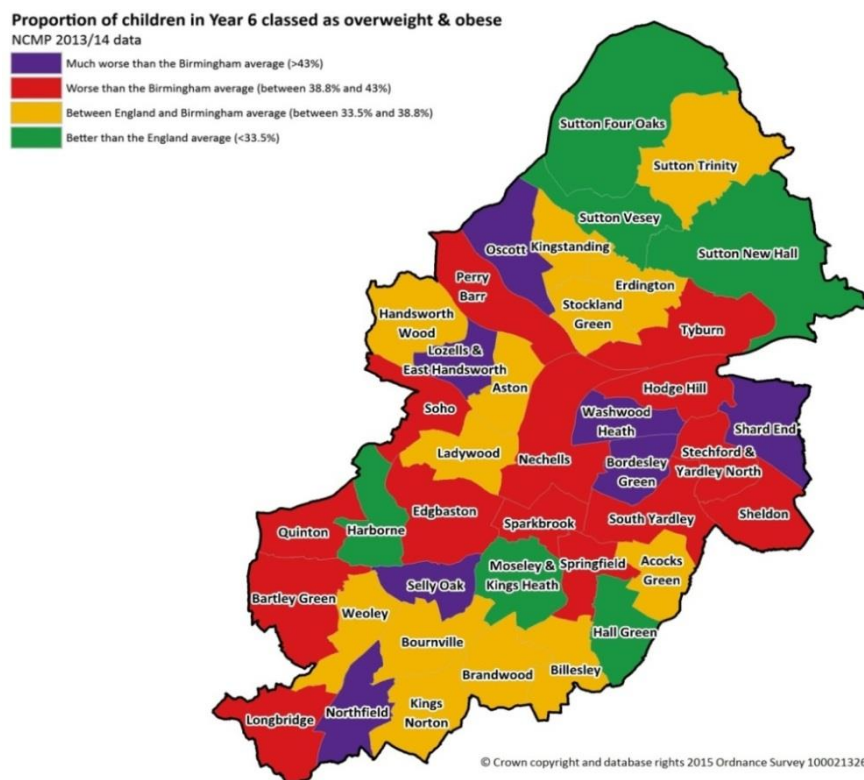 Proportion of children in Year 6 classed as overweight & obese
NCMP 2013/14 data
Much worse than the Birmingham average (>43%)
Worse than the Birmingham average (between 38.8% and 43%)
Between England and Birmingham average (between 33.5% and 38.8%)
Better than the England average (<33.5%)
Sutton Four Oaks
Sutton Trinity
Sutton Vesey
Oscott
Kingstanding
Sutton New Hall
Perry
Barr
Erdington
Stockland
Green
Handsworth
Wood
Tyburn
Lozells &
East Handsworth
Aston
Hodge Hill
Soho
Washwood
Heath
Shard End
Ladywood
Nechells
Bordesley
Green
Stechford &
Yardley North
Edgbaston
Sparkbrook
South Yardley
Sheldon
Quinton
Harborne
Moseley &
Kings Heath
Springfield
Acocks
Green
Selly Oak
Bartley Green
Weoley
Hall Green
Bournville
Billesley
Brandwood
Kings
Norton
Northfield
Longbridge
© Crown copyright and database rights 2015 Ordnance Survey 100021326